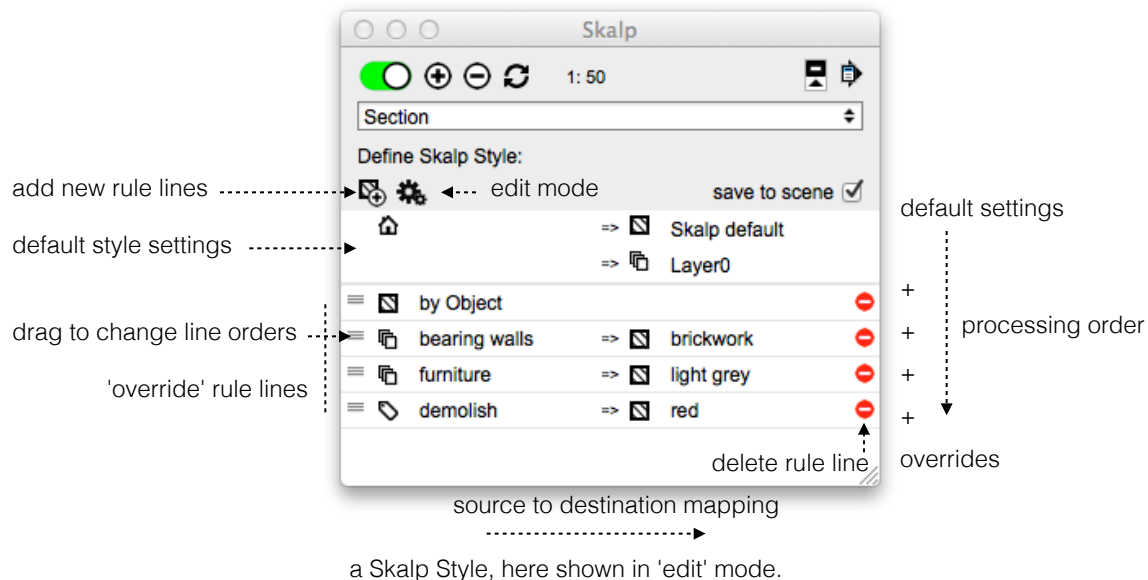 Skalp
1: 50
Section
Define Skalp Style:
add new rule lines
edit mode
save to scene
default settings
default style settings
=> Skalp default
=> Layer0
by Object
+
drag to change line orders
bearing walls => brickwork
+
processing order
'override' rule lines
furniture => light grey
+
demolish => red
+
delete rule line
overrides
source to destination mapping
a Skalp Style, here shown in 'edit' mode.